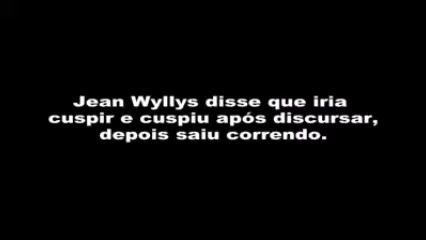 Jean Wyllys disse que iria
cuspir e cuspiu após discursar,
depois saiu correndo.